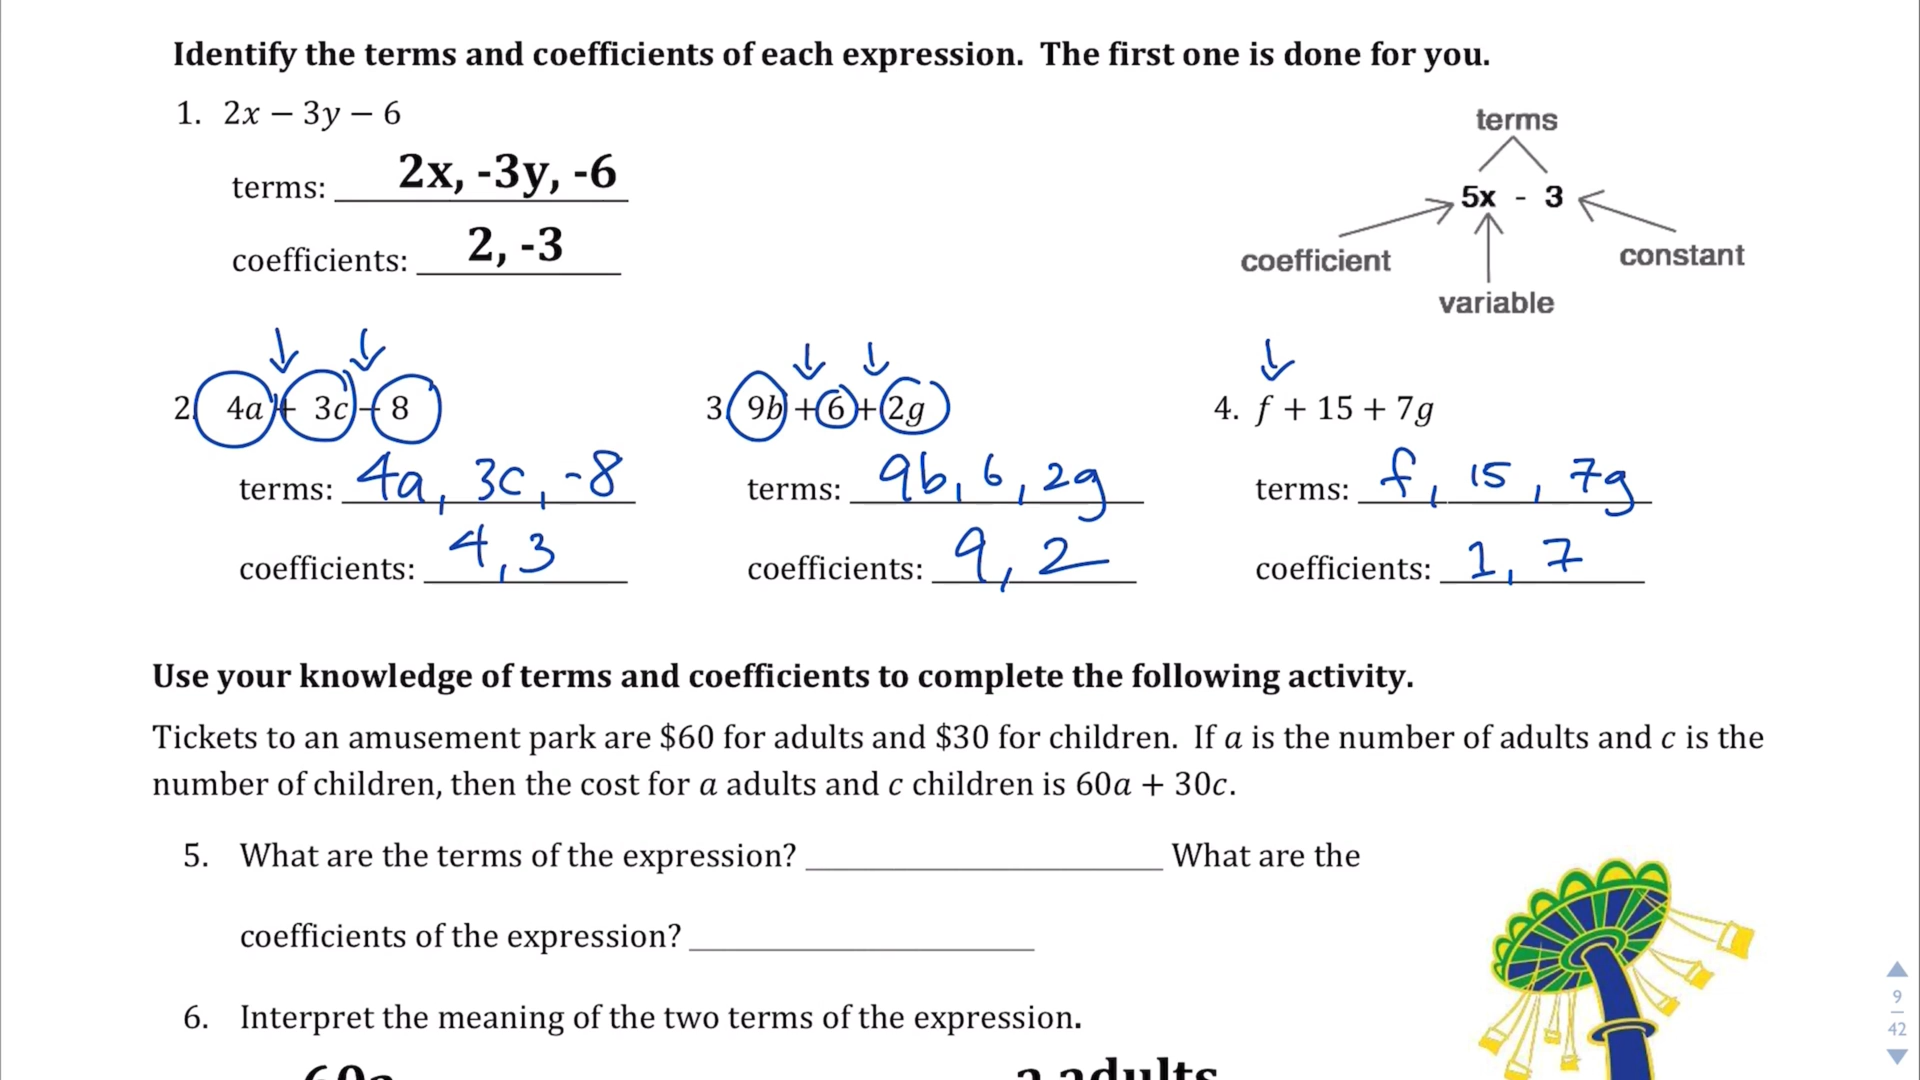 Identify the terms and coefficients of each expression. The first one is done for you.
1. 2x − 3y − 6
terms: 2x, -3y, -6
coefficients: 2, -3
terms
5x - 3
coefficient
constant
variable
2. 4a + 3c − 8
terms: 4a, 3c, -8
coefficients: 4, 3
3. 9b + 6 + 2g
terms: 9b, 6, 2g
coefficients: 9, 2
4. f + 15 + 7g
terms: f, 15, 7g
coefficients: 1, 7
Use your knowledge of terms and coefficients to complete the following activity.
Tickets to an amusement park are $60 for adults and $30 for children. If a is the number of adults and c is the
number of children, then the cost for a adults and c children is 60a + 30c.
5. What are the terms of the expression? ____________________ What are the
coefficients of the expression? ____________________
6. Interpret the meaning of the two terms of the expression.
60a
a adults
9
42